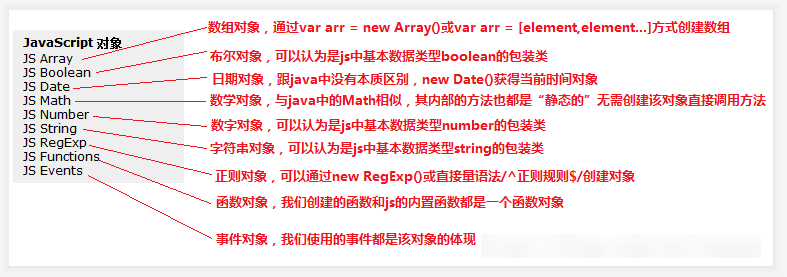 JavaScript 对象
JS Array
JS Boolean
JS Date
JS Math
JS Number
JS String
JS RegExp
JS Functions
JS Events
数组对象，通过var arr = new Array()或var arr = [element,element...]方式创建数组
布尔对象，可以认为是js中基本数据类型boolean的包装类
日期对象，跟java中没有本质区别，new Date()获得当前时间对象
数学对象，与java中的Math相似，其内部的方法也都是“静态的”无需创建该对象直接调用方法
数字对象，可以认为是js中基本数据类型number的包装类
字符串对象，可以认为是js中基本数据类型string的包装类
正则对象，可以通过new RegExp()或直接量语法/^正则规则$/创建对象
函数对象，我们创建的函数和js的内置函数都是一个函数对象
事件对象，我们使用的事件都是该对象的体现